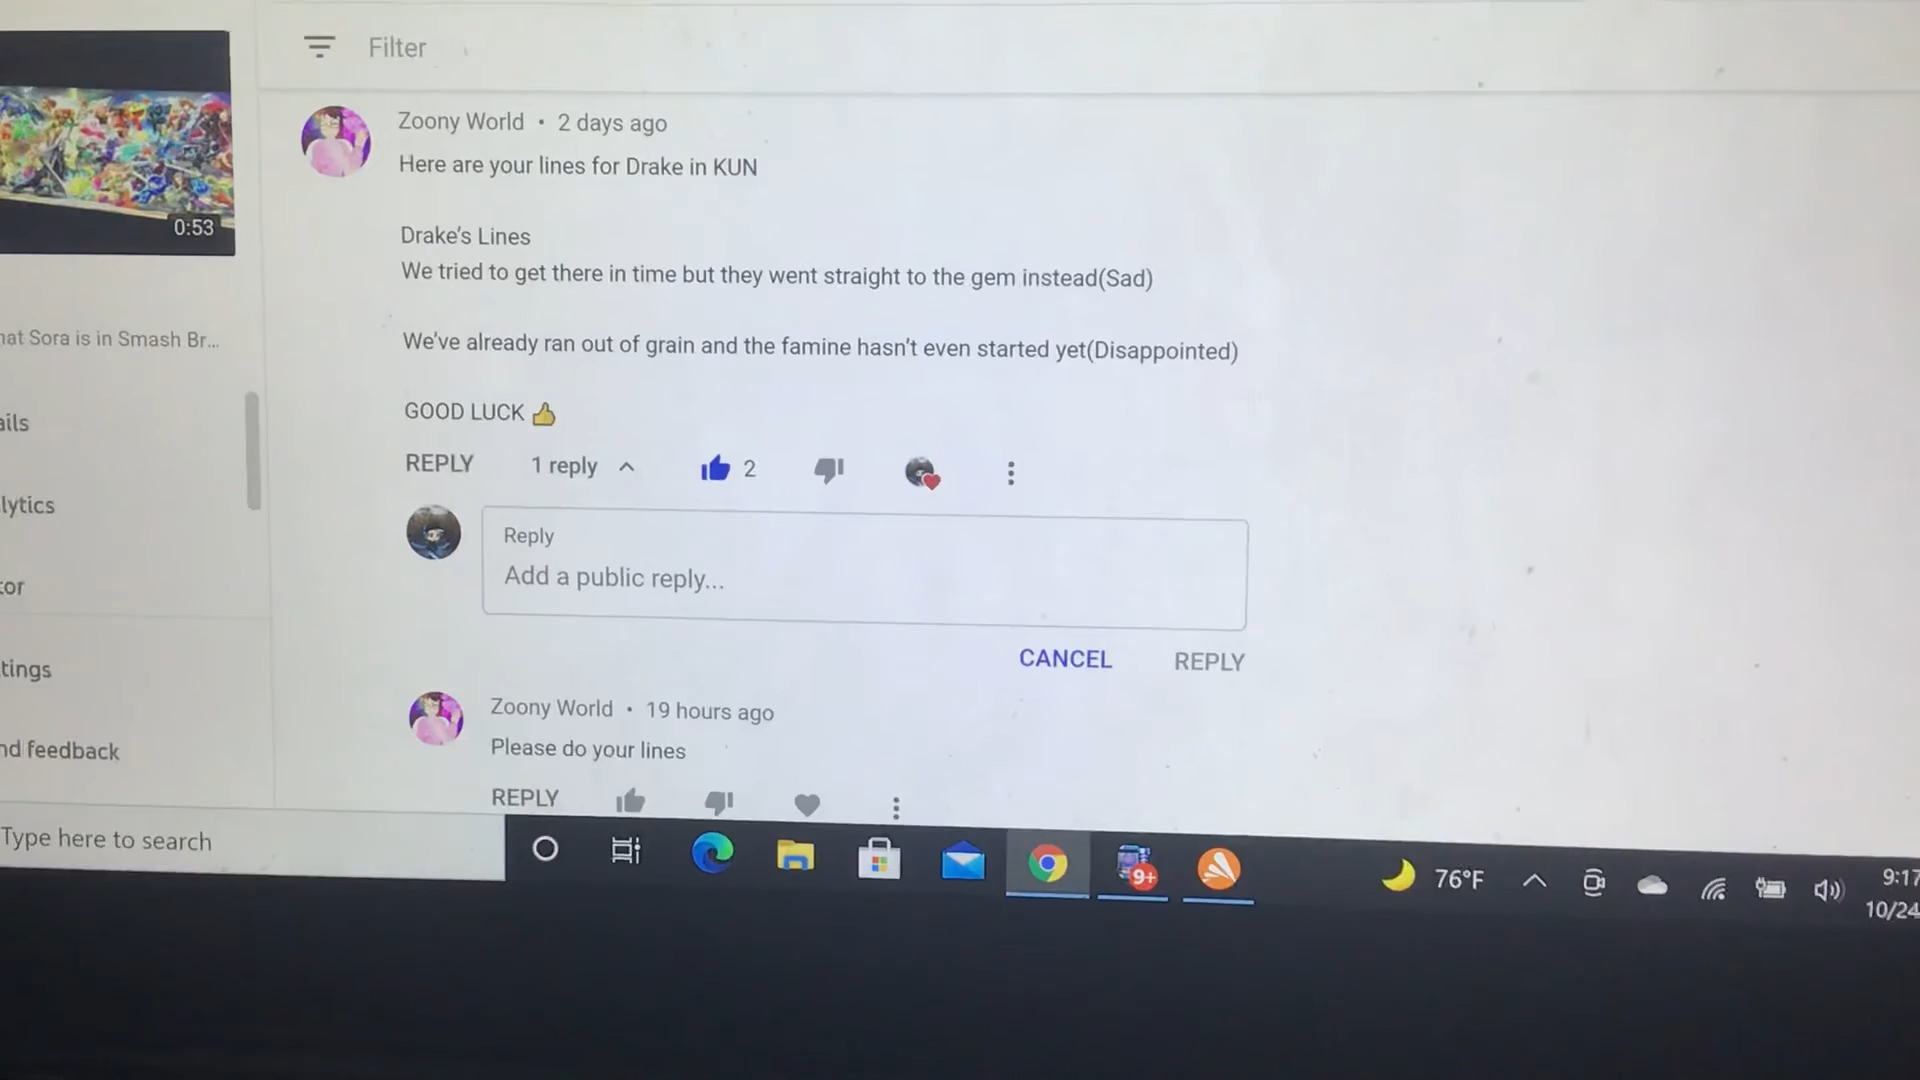 Filter
Zoony World • 2 days ago
Here are your lines for Drake in KUN
0:53
Drake's Lines
We tried to get there in time but they went straight to the gem instead(Sad)
hat Sora is in Smash Br...
We've already ran out of grain and the famine hasn't even started yet(Disappointed)
GOOD LUCK 👍
ails
REPLY 1 reply 2
lytics
Reply
Add a public reply...
tor
CANCEL REPLY
tings
Zoony World • 19 hours ago
Please do your lines
nd feedback
REPLY
Type here to search
9+
76°F
9:17
10/24